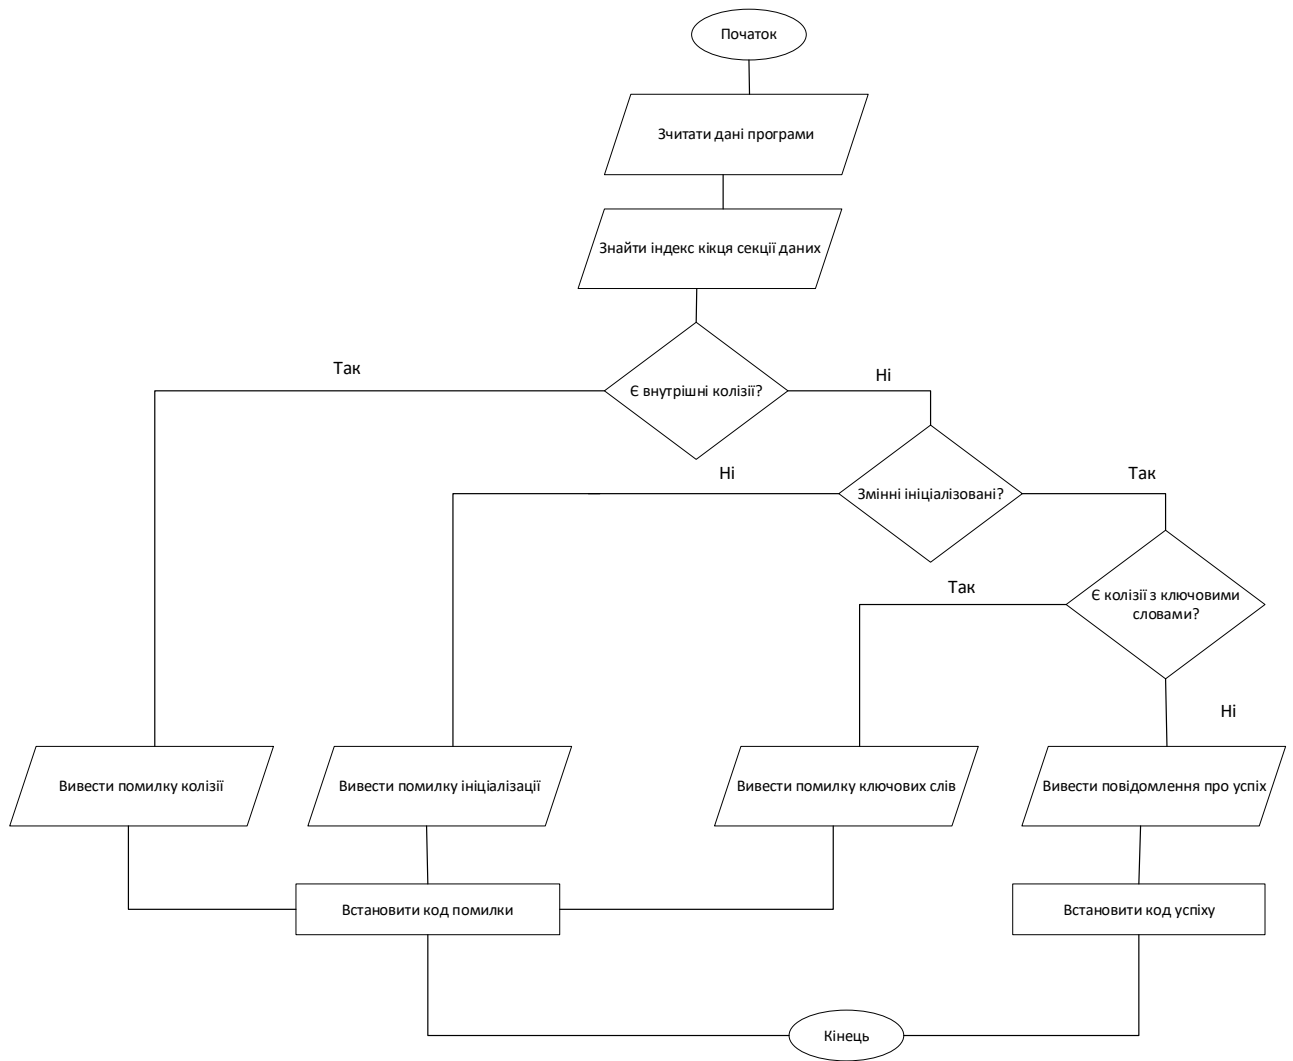 Початок
Зчитати дані програми
Знайти індекс кікця секції даних
Так
Є внутрішні колізії?
Ні
Ні
Змінні ініціалізовані?
Так
Так
Є колізії з ключовими
словами?
Ні
Вивести помилку колізії
Вивести помилку ініціалізації
Вивести помилку ключових слів
Вивести повідомлення про успіх
Встановити код помилки
Встановити код успіху
Кінець